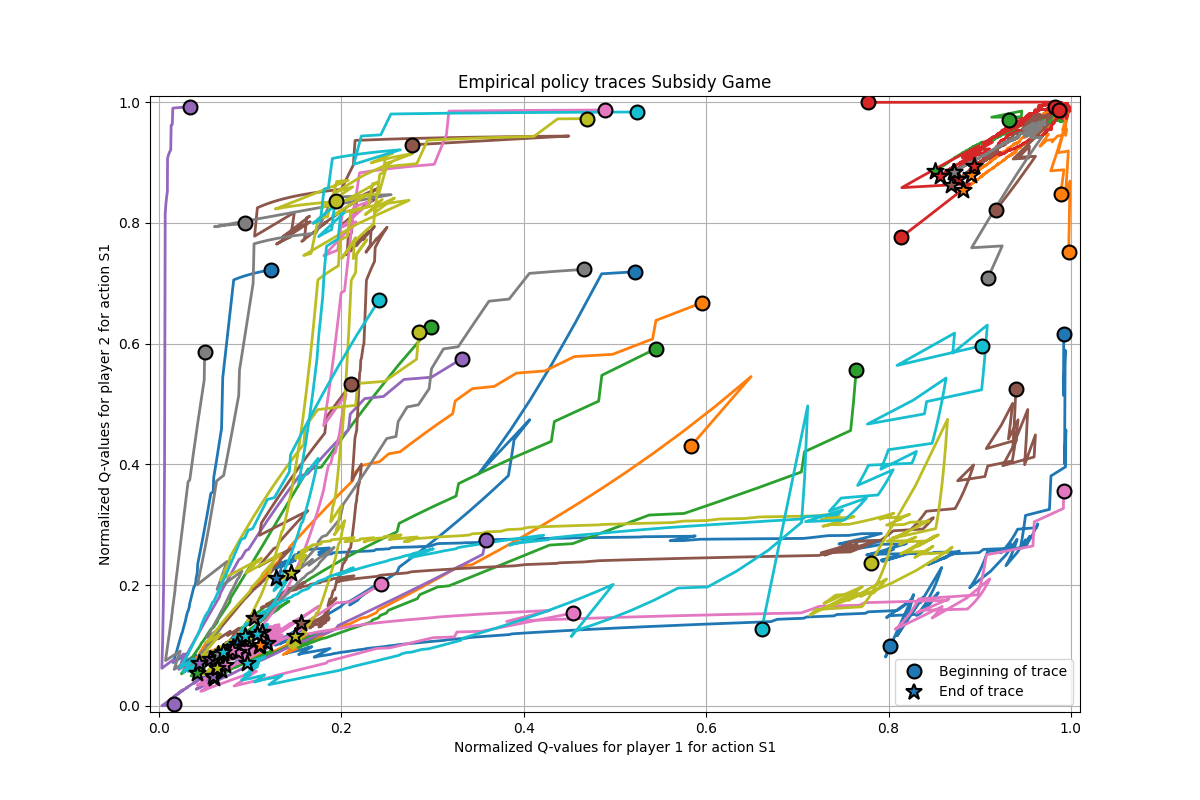 Empirical policy traces Subsidy Game
Normalized Q-values for player 2 for action S1
1.0
0.8
0.6
0.4
0.2
0.0
0.0 0.2 0.4 0.6 0.8 1.0
Normalized Q-values for player 1 for action S1
Beginning of trace
End of trace